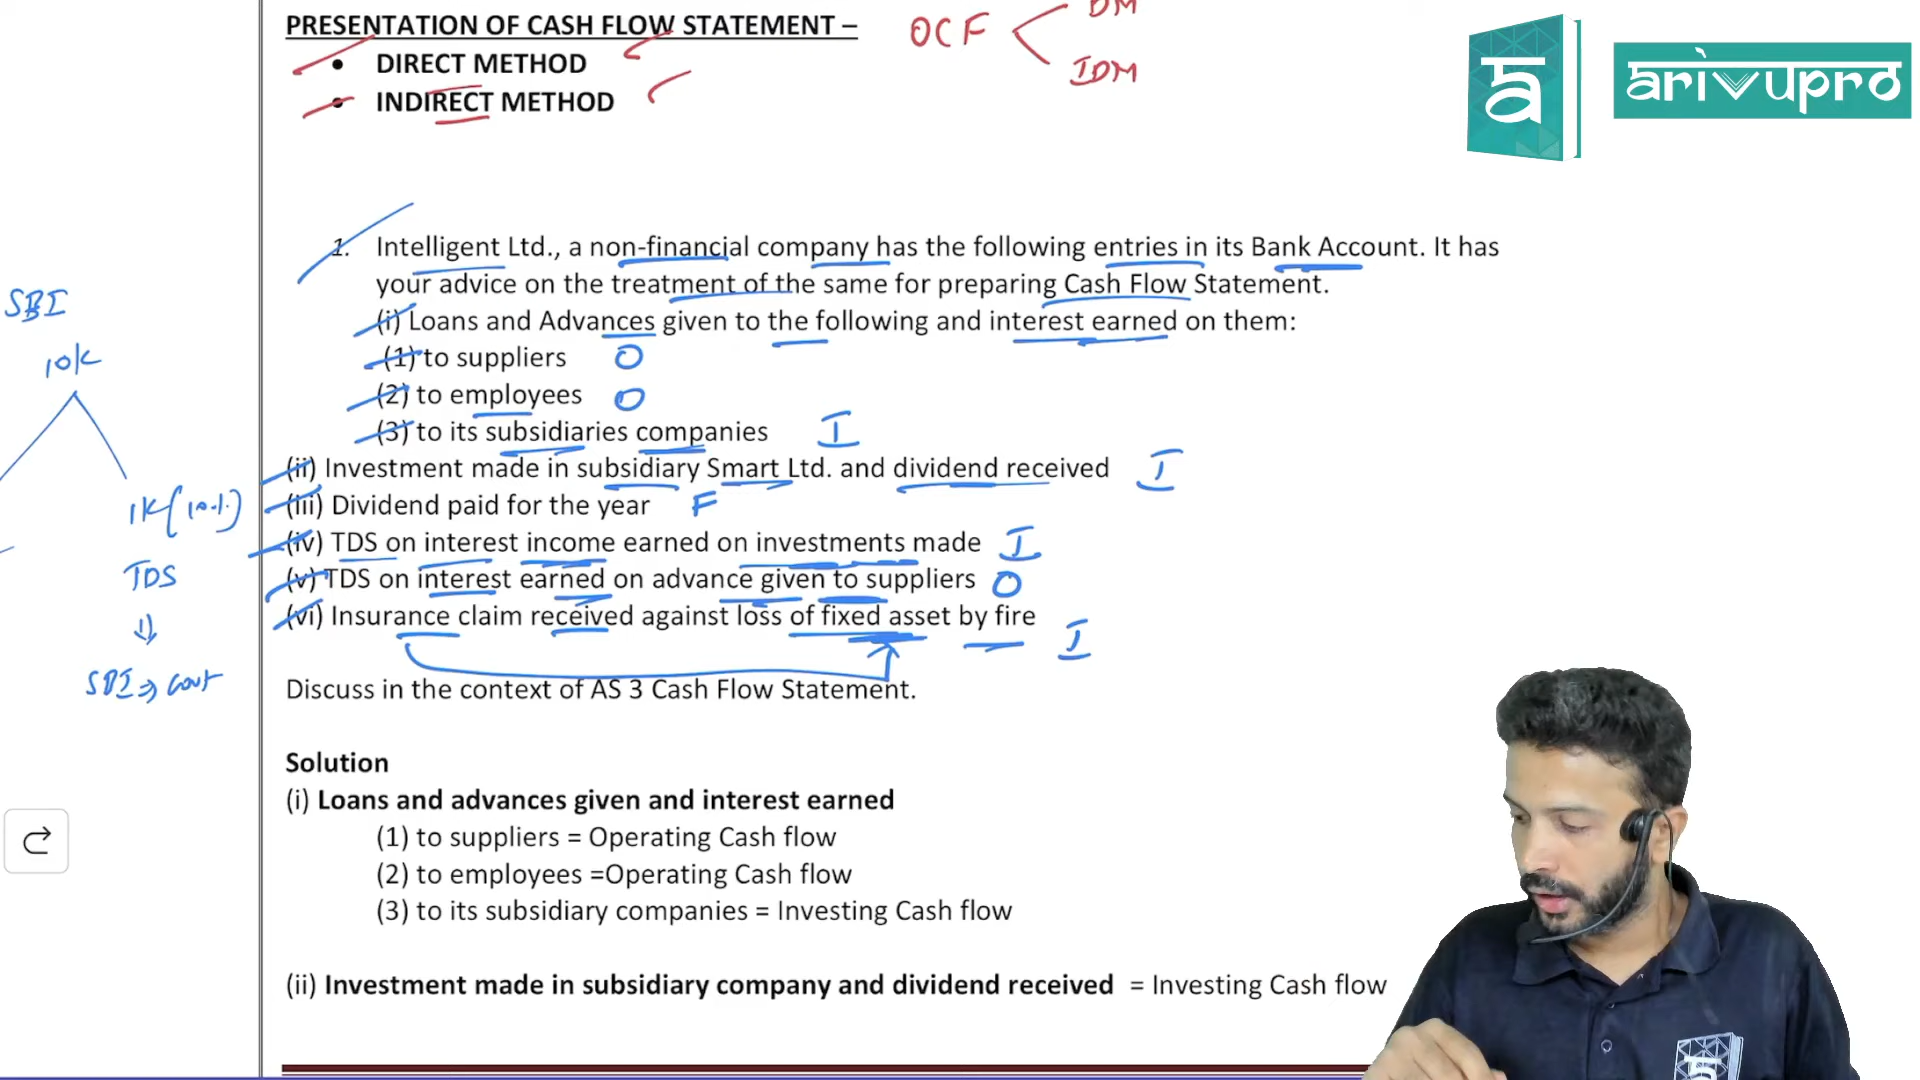 PRESENTATION OF CASH FLOW STATEMENT –
OCF
DM
IDM
• DIRECT METHOD
• INDIRECT METHOD
arivupro
1. Intelligent Ltd., a non-financial company has the following entries in its Bank Account. It has
your advice on the treatment of the same for preparing Cash Flow Statement.
(i) Loans and Advances given to the following and interest earned on them:
(1) to suppliers O
(2) to employees O
(3) to its subsidiaries companies I
(ii) Investment made in subsidiary Smart Ltd. and dividend received I
(iii) Dividend paid for the year F
(iv) TDS on interest income earned on investments made I
(v) TDS on interest earned on advance given to suppliers O
(vi) Insurance claim received against loss of fixed asset by fire I
Discuss in the context of AS 3 Cash Flow Statement.
SBI
10K
1K (10%)
TDS
SBI ⇒ Govt
Solution
(i) Loans and advances given and interest earned
(1) to suppliers = Operating Cash flow
(2) to employees =Operating Cash flow
(3) to its subsidiary companies = Investing Cash flow
(ii) Investment made in subsidiary company and dividend received = Investing Cash flow